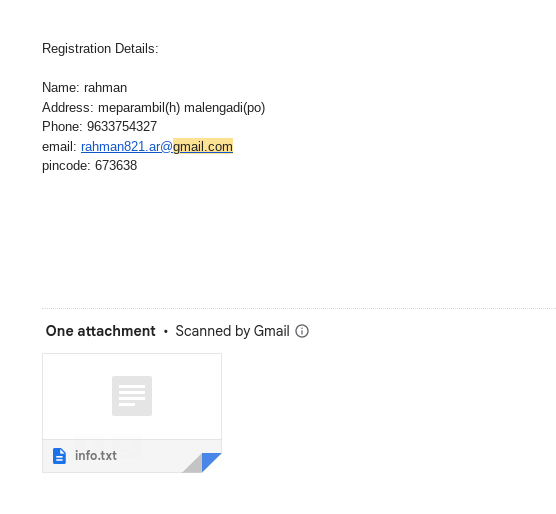 Registration Details:
Name: rahman
Address: meparambil(h) malengadi(po)
Phone: 9633754327
email: rahman821.ar@gmail.com
pincode: 673638
One attachment • Scanned by Gmail
info.txt